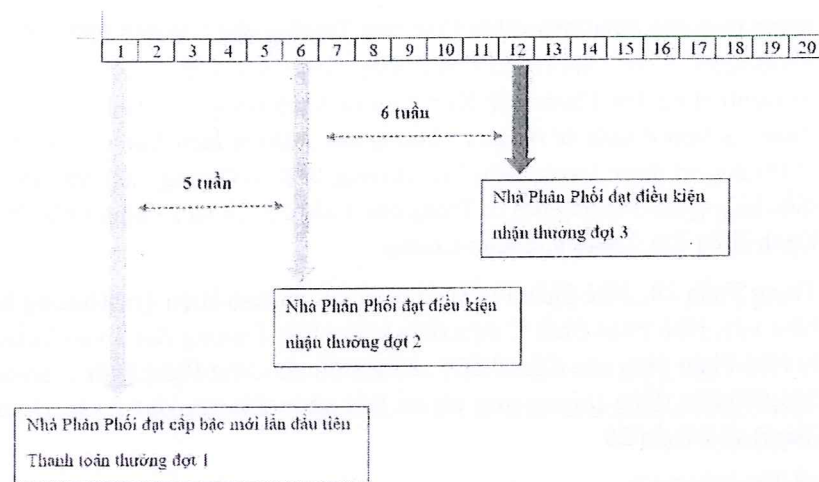 1 2 3 4 5 6 7 8 9 10 11 12 13 14 15 16 17 18 19 20
6 tuần
5 tuần
Nhà Phân Phối đạt điều kiện
nhận thưởng đợt 3
Nhà Phân Phối đạt điều kiện
nhận thưởng đợt 2
Nhà Phân Phối đạt cấp bậc mới lần đầu tiên
Thanh toán thưởng đợt 1